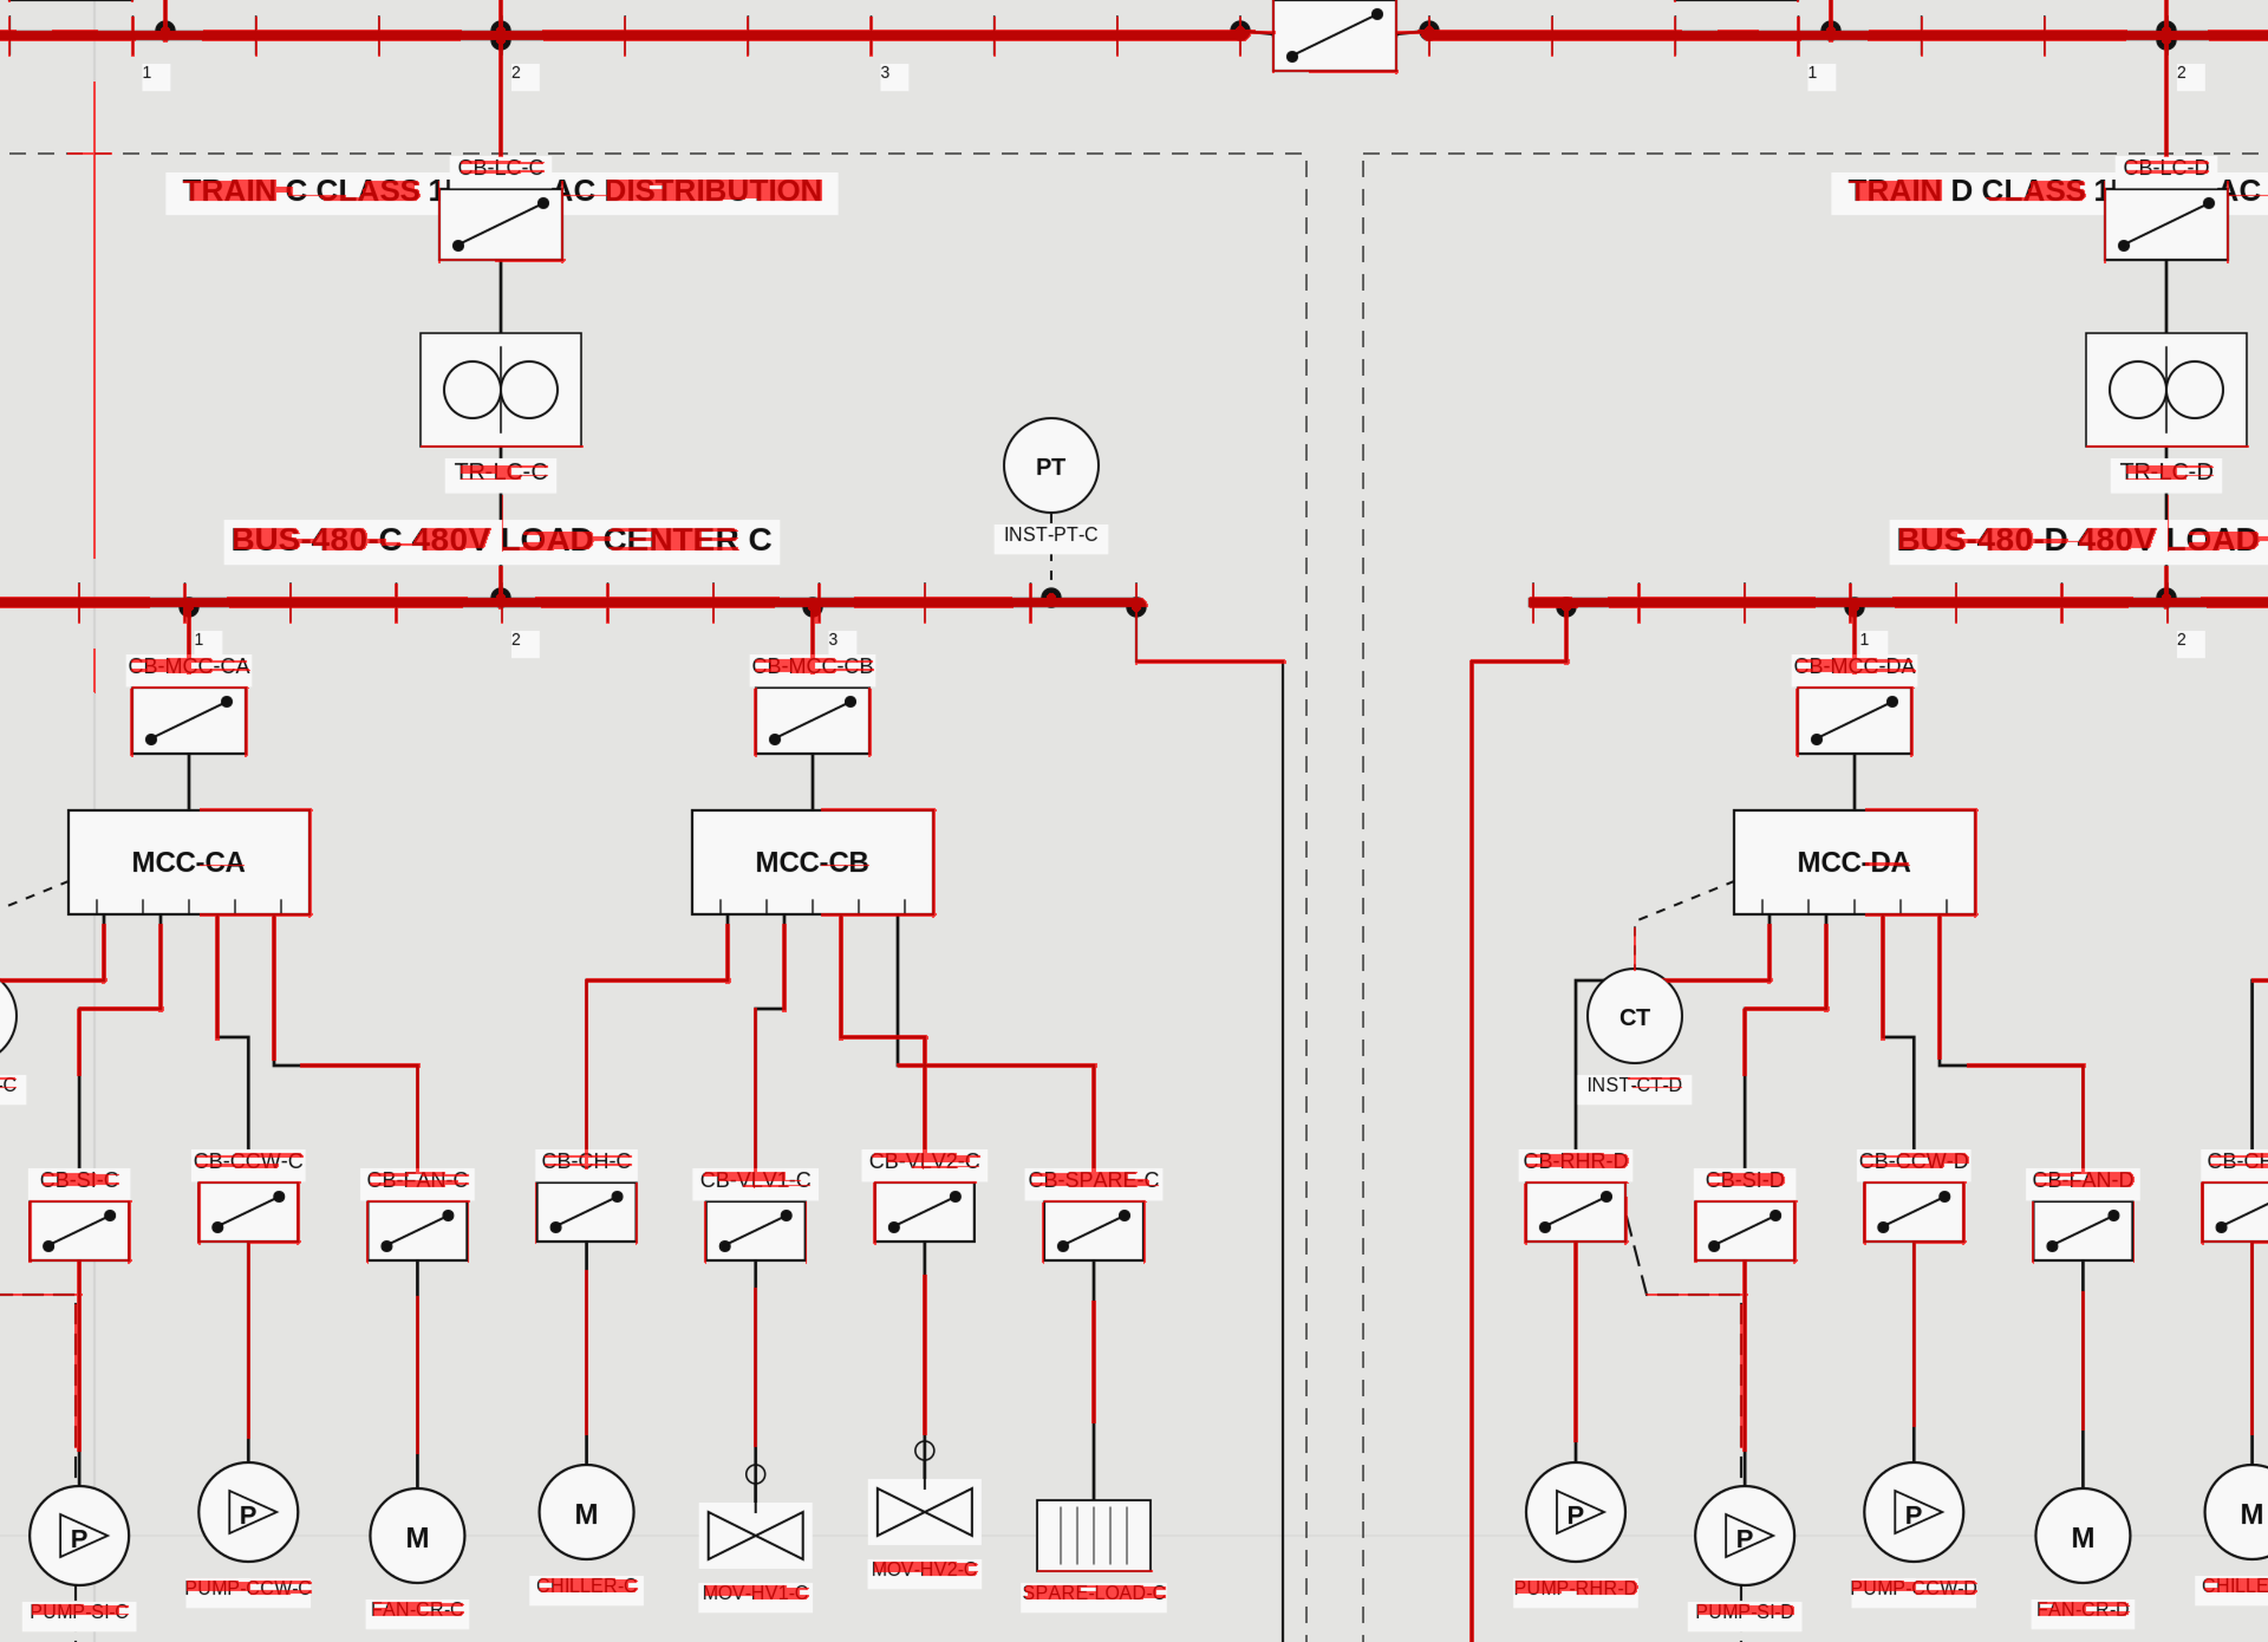 1
2
3
1
2
CB-LC-C
CB-LC-D
TRAIN C CLASS AC DISTRIBUTION
TRAIN D CLASS AC
PT
TR-LC-C
TR-LC-D
INST-PT-C
BUS-480-C 480V LOAD CENTER C
BUS-480-D 480V LOAD
1
2
3
1
2
CB-MCC-CA
CB-MCC-CB
CB-MCC-DA
MCC-CA
MCC-CB
MCC-DA
CT
-C
INST-CT-D
CB-SI-C
CB-CCW-C
CB-FAN-C
CB-CH-C
CB-VLV1-C
CB-VLV2-C
CB-SPARE-C
CB-RHR-D
CB-SI-D
CB-CCW-D
CB-FAN-D
CB-CH
P
P
M
M
P
P
P
M
M
PUMP-SI-C
PUMP-CCW-C
FAN-CR-C
CHILLER-C
MOV-HV1-C
MOV-HV2-C
SPARE-LOAD-C
PUMP-RHR-D
PUMP-SI-D
PUMP-CCW-D
FAN-CR-D
CHILLE